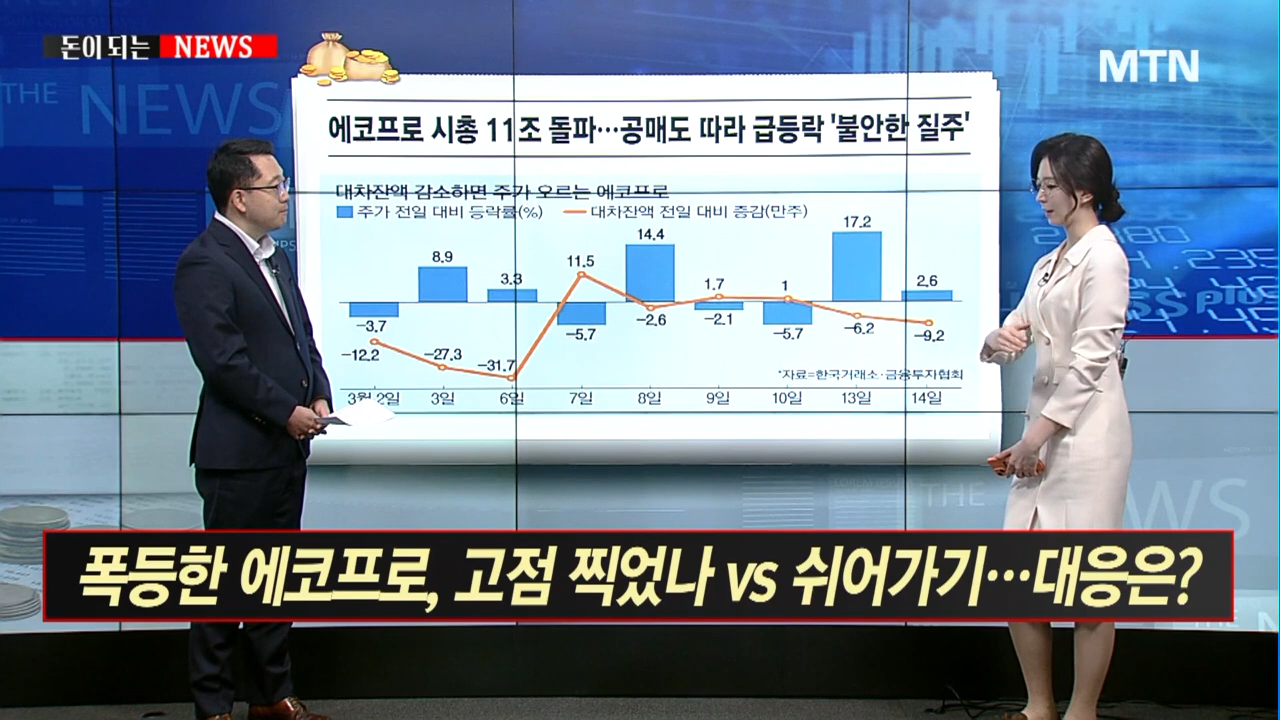 돈이 되는 NEWS
MTN
THE
NEWS
에코프로 시총 11조 돌파…공매도 따라 급등락 '불안한 질주'
대차잔액 감소하면 주가 오르는 에코프로
주가 전일 대비 등락률(%) 대차잔액 전일 대비 증감(만주)
-3.7 8.9 3.3 -5.7 14.4 -2.1 -5.7 17.2 2.6
-12.2 -27.3 -31.7 11.5 -2.6 1.7 1 -6.2 -9.2
*자료=한국거래소·금융투자협회
3월 2일 3일 6일 7일 8일 9일 10일 13일 14일
THE
NEWS
폭등한 에코프로, 고점 찍었나 vs 쉬어가기…대응은?